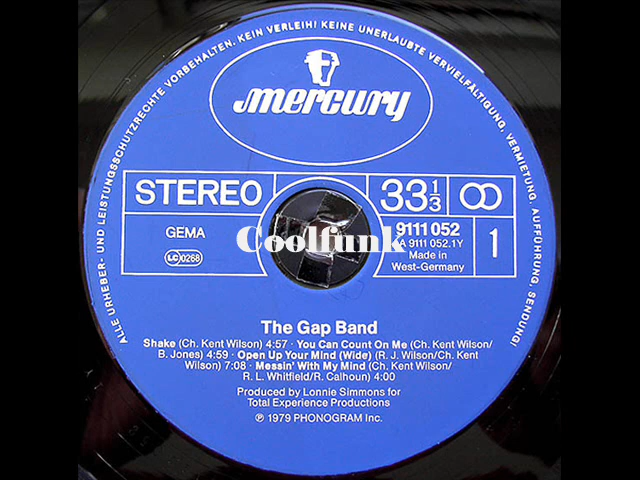 ALLE URHEBER- UND LEISTUNGSSCHUTZRECHTE VORBEHALTEN. KEIN VERLEIH! KEINE UNERLAUBTE VERVIELFÄLTIGUNG, VERMIETUNG, AUFFÜHRUNG, SENDUNG!
mercury
STEREO
33 1/3
GEMA
LC 0268
9111 052
AA 9111 052.1Y
Made in
West-Germany
1
Coolfunk
The Gap Band
Shake (Ch. Kent Wilson) 4:57 · You Can Count On Me (Ch. Kent Wilson/
B. Jones) 4:59 · Open Up Your Mind (Wide) (R. J. Wilson/Ch. Kent
Wilson) 7:08 · Messin' With My Mind (Ch. Kent Wilson/
R. L. Whitfield/R. Calhoun) 4:00
Produced by Lonnie Simmons for
Total Experience Productions
℗ 1979 PHONOGRAM Inc.